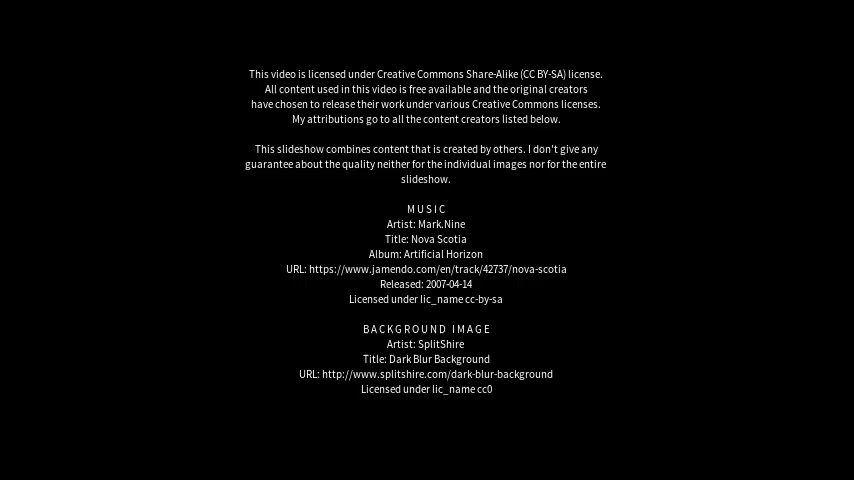 This video is licensed under Creative Commons Share-Alike (CC BY-SA) license.
All content used in this video is free available and the original creators
have chosen to release their work under various Creative Commons licenses.
My attributions go to all the content creators listed below.
This slideshow combines content that is created by others. I don't give any
guarantee about the quality neither for the individual images nor for the entire
slideshow.
MUSIC
Artist: Mark.Nine
Title: Nova Scotia
Album: Artificial Horizon
URL: https://www.jamendo.com/en/track/42737/nova-scotia
Released: 2007-04-14
Licensed under lic_name cc-by-sa
BACKGROUND IMAGE
Artist: SplitShire
Title: Dark Blur Background
URL: http://www.splitshire.com/dark-blur-background
Licensed under lic_name cc0